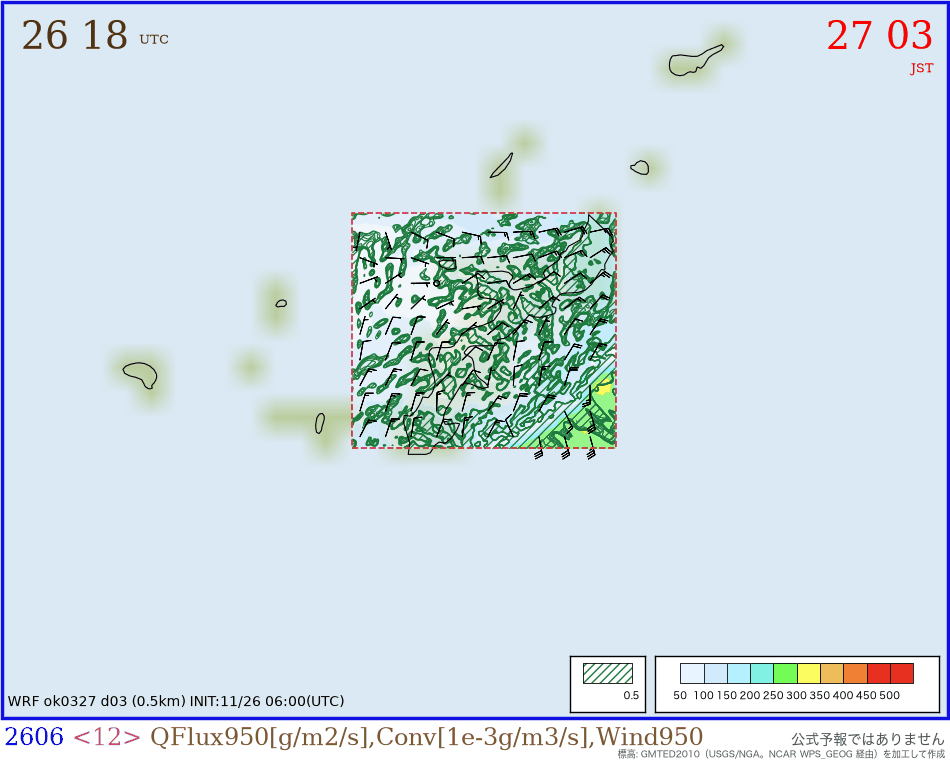 26 18 UTC
27 03
JST
0.5
50 100 150 200 250 300 350 400 450 500
WRF ok0327 d03 (0.5km) INIT:11/26 06:00(UTC)
2606 <12> QFlux950[g/m2/s],Conv[1e-3g/m3/s],Wind950
公式予報ではありません
標高: GMTED2010（USGS/NGA。NCAR WPS_GEOG 経由）を加工して作成